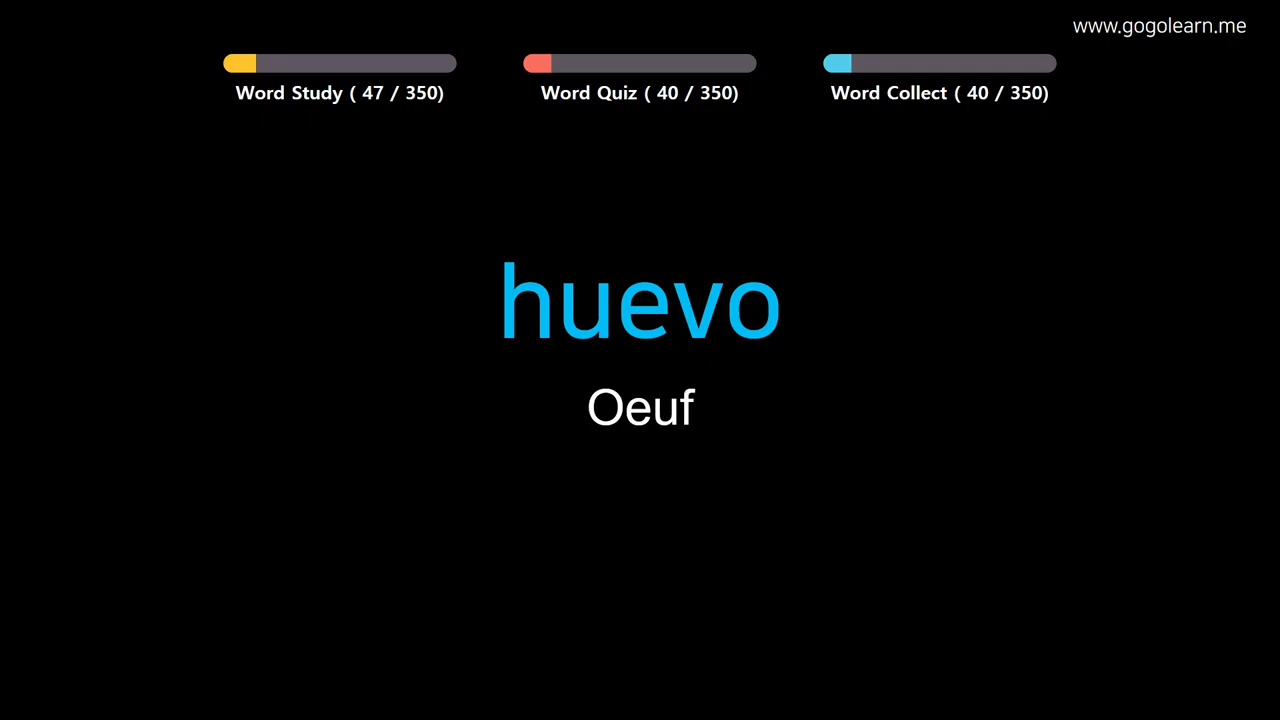 www.gogolearn.me
Word Study ( 47 / 350)
Word Quiz ( 40 / 350)
Word Collect ( 40 / 350)
huevo
Oeuf